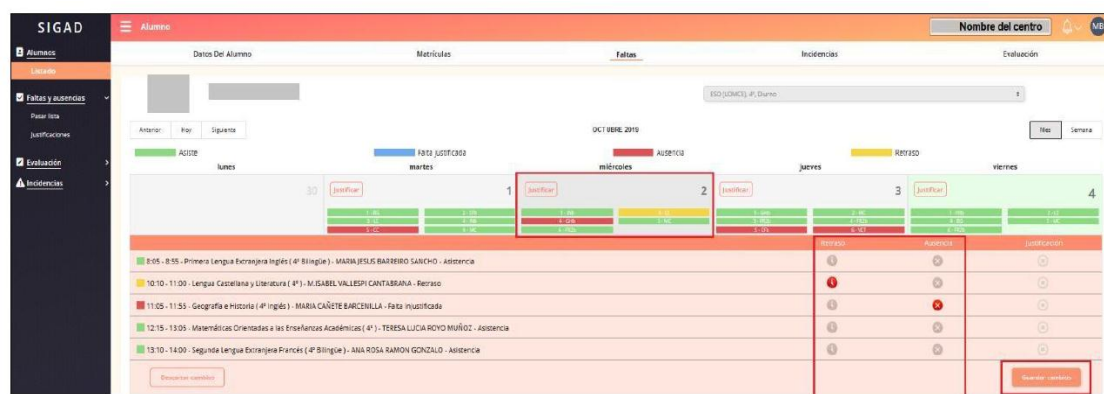 SIGAD
Alumno
Nombre del centro
MB
Alumnos
Listado
Faltas y ausencias
Pasar lista
Justificaciones
Evaluación
Incidencias
Datos Del Alumno
Matrículas
Faltas
Incidencias
Evaluación
ESO (LOMCE), 4º, Diurno
Anterior Hoy Siguiente
OCTUBRE 2019
Mes Semana
Asiste
Falta justificada
Ausencia
Retraso
lunes martes miércoles jueves viernes
30
Justificar 1
Justificar 2
Justificar 3
Justificar 4
Retraso Ausencia Justificación
8:05 - 8:55 - Primera Lengua Extranjera Inglés ( 4º Bilingüe ) - MARIA JESUS BARREIRO SANCHO - Asistencia
10:10 - 11:00 - Lengua Castellana y Literatura ( 4º ) - M.ISABEL VALLESPI CANTABRANA - Retraso
11:05 - 11:55 - Geografía e Historia ( 4º Inglés ) - MARIA CAÑETE BARCENILLA - Falta Injustificada
12:15 - 13:05 - Matemáticas Orientadas a las Enseñanzas Académicas ( 4º ) - TERESA LUCIA ROYO MUÑOZ - Asistencia
13:10 - 14:00 - Segunda Lengua Extranjera Francés ( 4º Bilingüe ) - ANA ROSA RAMON GONZALO - Asistencia
Descartar cambios
Guardar cambios